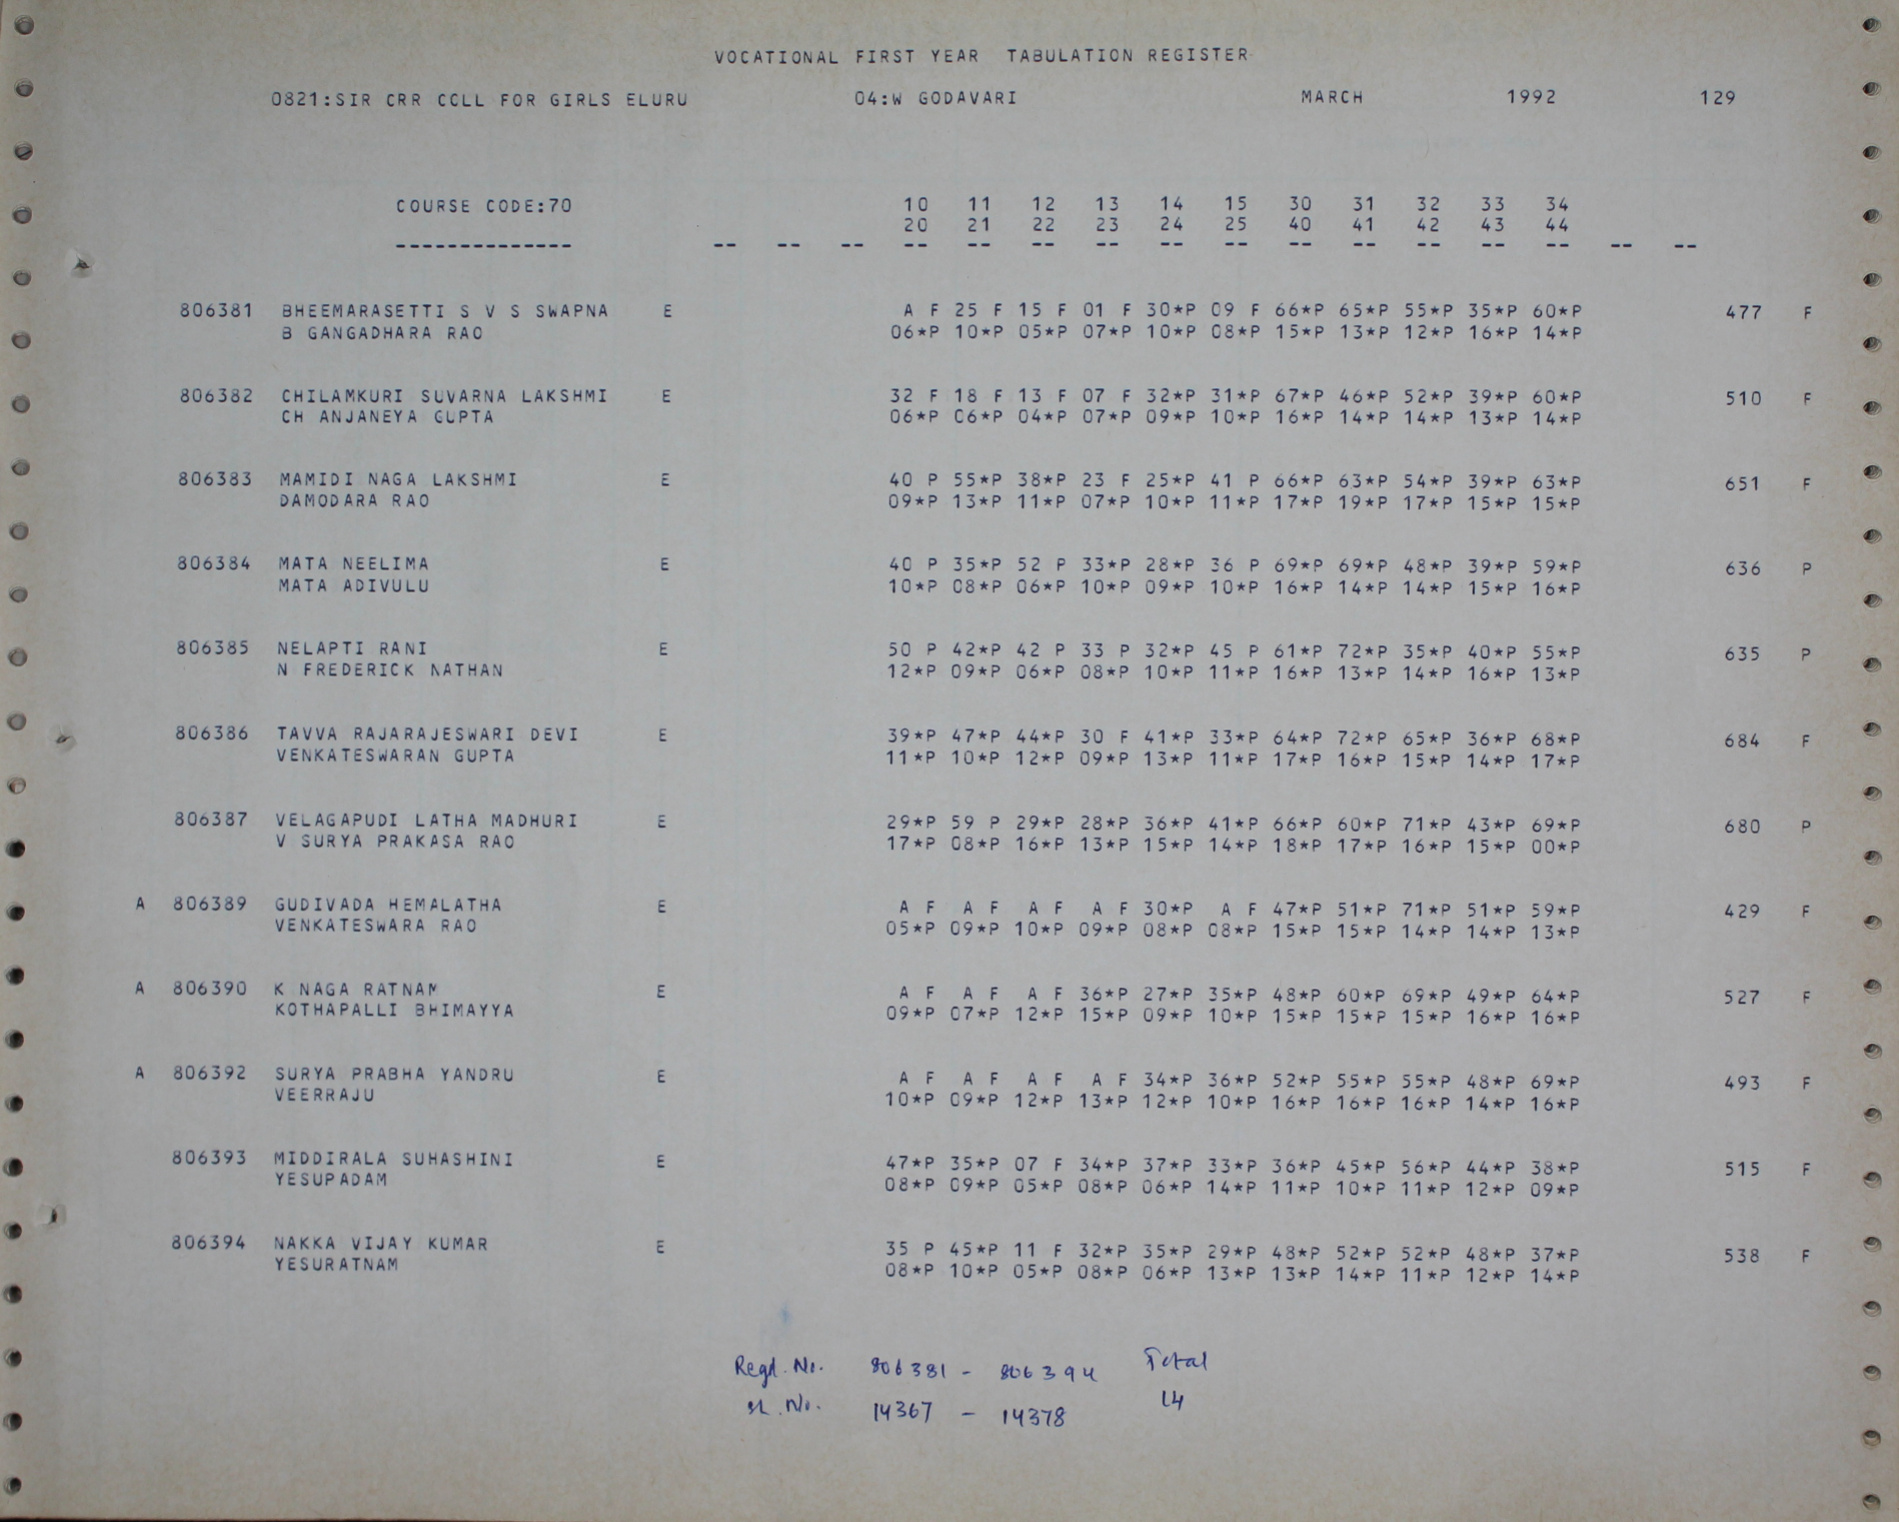 VOCATIONAL FIRST YEAR TABULATION REGISTER
0821:SIR CRR CCLL FOR GIRLS ELURU 04:W GODAVARI MARCH 1992 129
COURSE CODE:70 10 11 12 13 14 15 30 31 32 33 34
20 21 22 23 24 25 40 41 42 43 44
-------------- -- -- -- -- -- -- -- -- -- -- -- -- -- -- -- --
806381 BHEEMARASETTI S V S SWAPNA E A F 25 F 15 F 01 F 30*P 09 F 66*P 65*P 55*P 35*P 60*P 477 F
B GANGADHARA RAO 06*P 10*P 05*P 07*P 10*P 08*P 15*P 13*P 12*P 16*P 14*P
806382 CHILAMKURI SUVARNA LAKSHMI E 32 F 18 F 13 F 07 F 32*P 31*P 67*P 46*P 52*P 39*P 60*P 510 F
CH ANJANEYA GUPTA 06*P 06*P 04*P 07*P 09*P 10*P 16*P 14*P 14*P 13*P 14*P
806383 MAMIDI NAGA LAKSHMI E 40 P 55*P 38*P 23 F 25*P 41 P 66*P 63*P 54*P 39*P 63*P 651 F
DAMODARA RAO 09*P 13*P 11*P 07*P 10*P 11*P 17*P 19*P 17*P 15*P 15*P
806384 MATA NEELIMA E 40 P 35*P 52 P 33*P 28*P 36 P 69*P 69*P 48*P 39*P 59*P 636 P
MATA ADIVULU 10*P 08*P 06*P 10*P 09*P 10*P 16*P 14*P 14*P 15*P 16*P
806385 NELAPTI RANI E 50 P 42*P 42 P 33 P 32*P 45 P 61*P 72*P 35*P 40*P 55*P 635 P
N FREDERICK NATHAN 12*P 09*P 06*P 08*P 10*P 11*P 16*P 13*P 14*P 16*P 13*P
806386 TAVVA RAJARAJESWARI DEVI E 39*P 47*P 44*P 30 F 41*P 33*P 64*P 72*P 65*P 36*P 68*P 684 F
VENKATESWARAN GUPTA 11*P 10*P 12*P 09*P 13*P 11*P 17*P 16*P 15*P 14*P 17*P
806387 VELAGAPUDI LATHA MADHURI E 29*P 59 P 29*P 28*P 36*P 41*P 66*P 60*P 71*P 43*P 69*P 680 P
V SURYA PRAKASA RAO 17*P 08*P 16*P 13*P 15*P 14*P 18*P 17*P 16*P 15*P 00*P
A 806389 GUDIVADA HEMALATHA E A F A F A F A F 30*P A F 47*P 51*P 71*P 51*P 59*P 429 F
VENKATESWARA RAO 05*P 09*P 10*P 09*P 08*P 08*P 15*P 15*P 14*P 14*P 13*P
A 806390 K NAGA RATNAM E A F A F A F 36*P 27*P 35*P 48*P 60*P 69*P 49*P 64*P 527 F
KOTHAPALLI BHIMAYYA 09*P 07*P 12*P 15*P 09*P 10*P 15*P 15*P 15*P 16*P 16*P
A 806392 SURYA PRABHA YANDRU E A F A F A F A F 34*P 36*P 52*P 55*P 55*P 48*P 69*P 493 F
VEERRAJU 10*P 09*P 12*P 13*P 12*P 10*P 16*P 16*P 16*P 14*P 16*P
806393 MIDDIRALA SUHASHINI E 47*P 35*P 07 F 34*P 37*P 33*P 36*P 45*P 56*P 44*P 38*P 515 F
YESUPADAM 08*P 09*P 05*P 08*P 06*P 14*P 11*P 10*P 11*P 12*P 09*P
806394 NAKKA VIJAY KUMAR E 35 P 45*P 11 F 32*P 35*P 29*P 48*P 52*P 52*P 48*P 37*P 538 F
YESURATNAM 08*P 10*P 05*P 08*P 06*P 13*P 13*P 14*P 11*P 12*P 14*P
Regd. No. 806381 - 806394 Total
Sl. No. 14367 - 14378 14